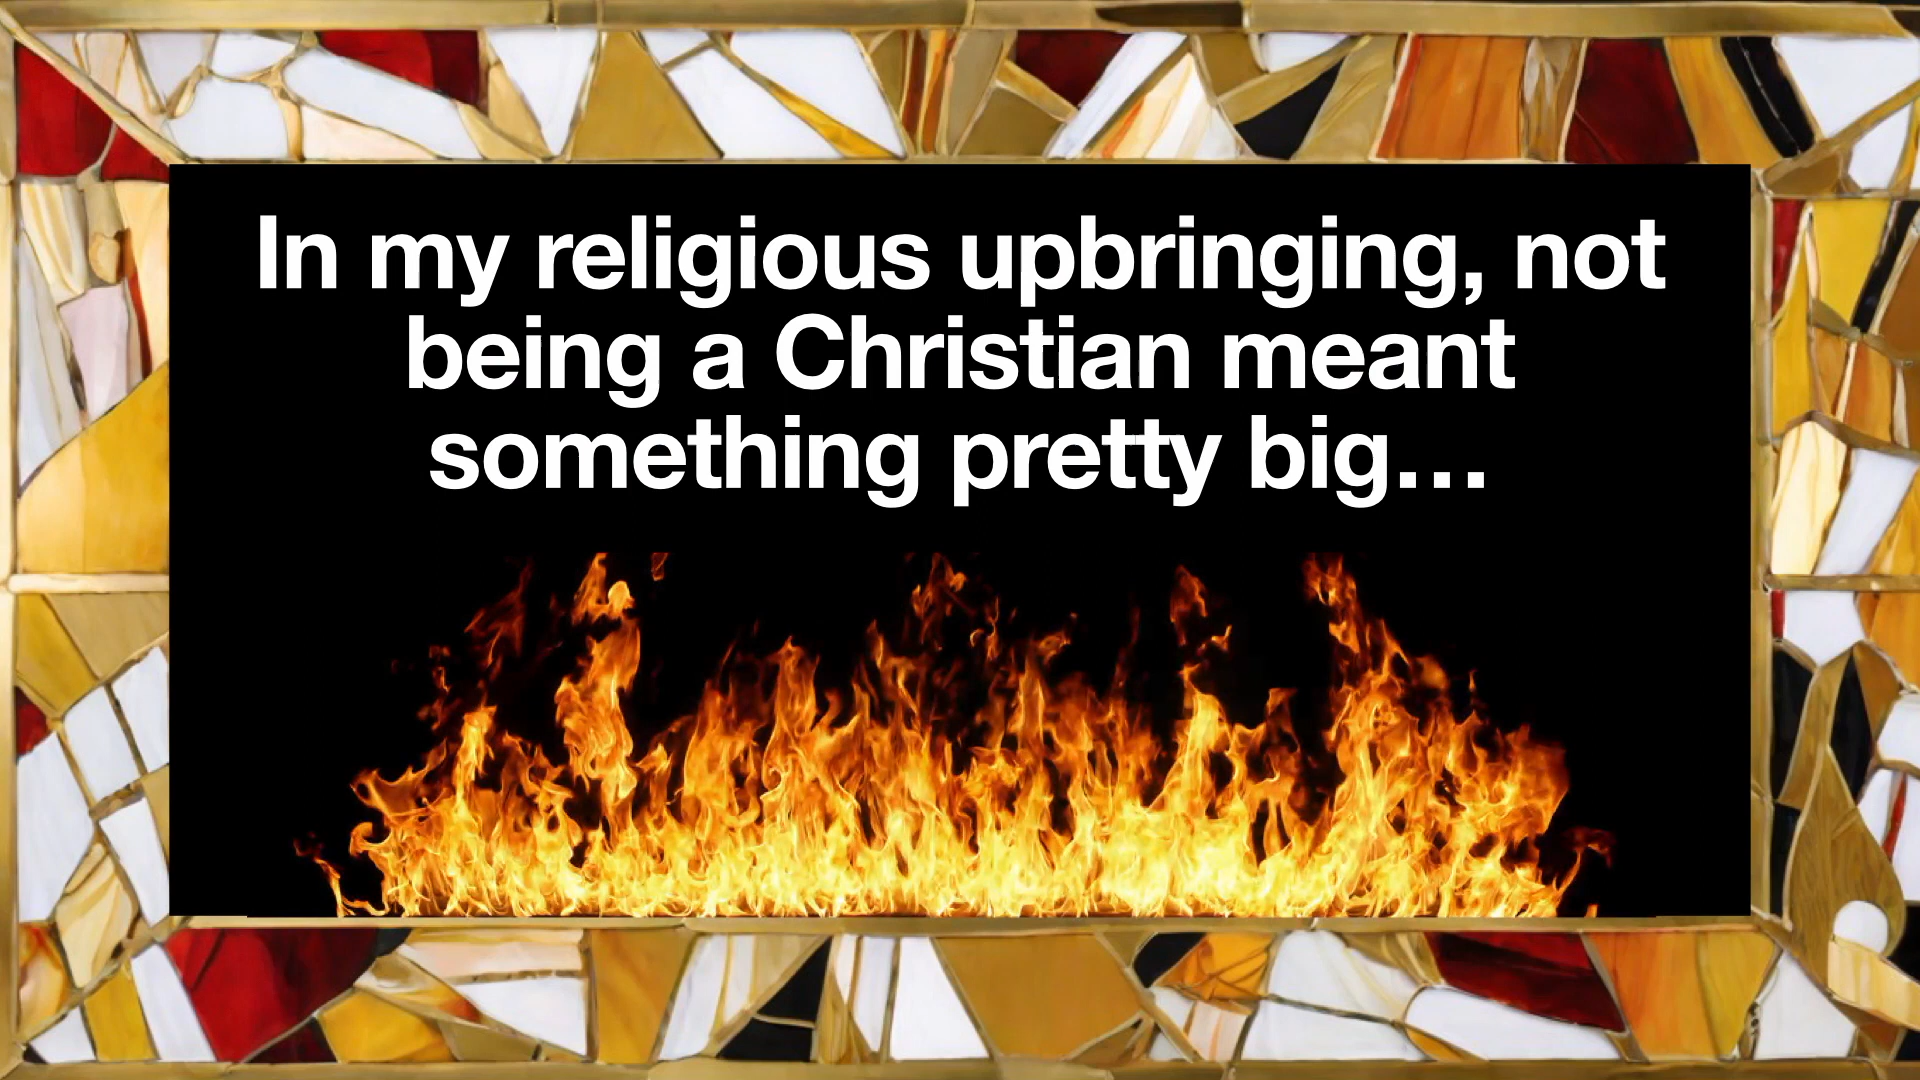 In my religious upbringing, not
being a Christian meant
something pretty big…